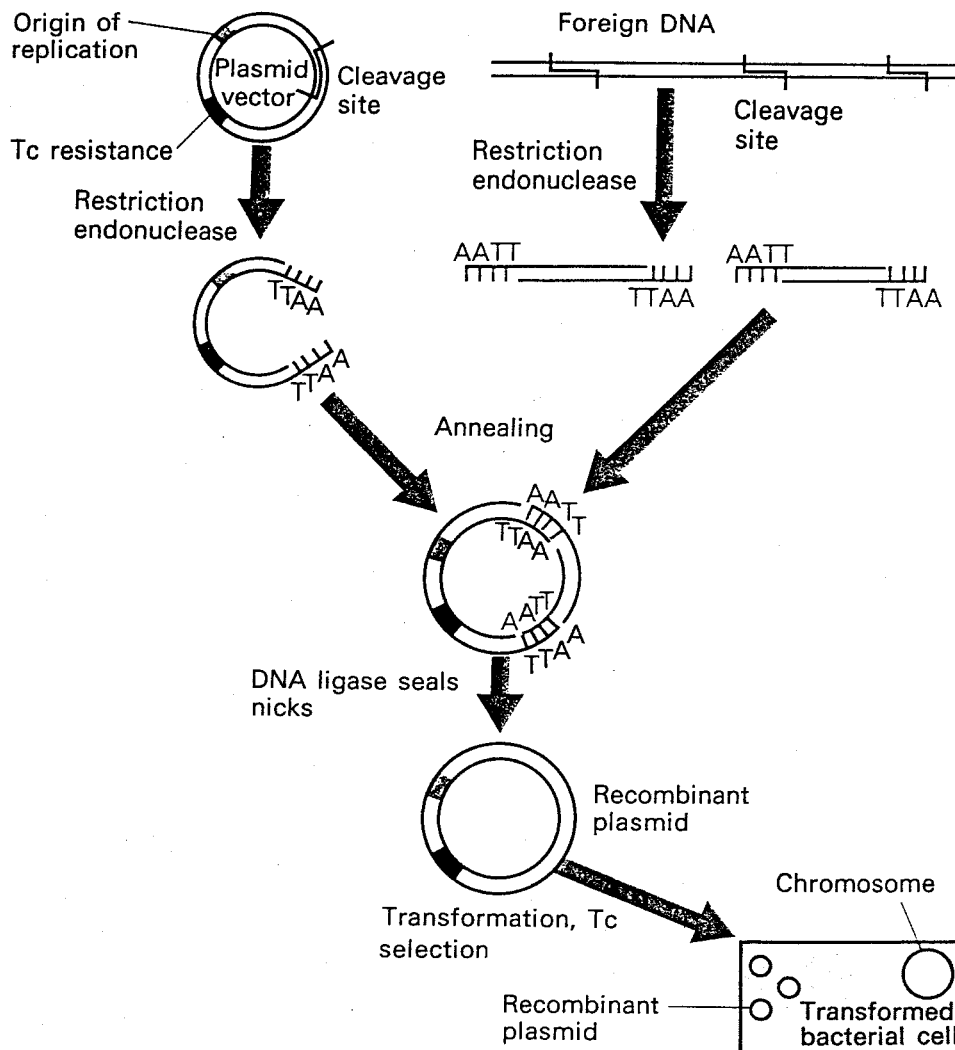 Origin of
replication
Plasmid
vector
Cleavage
site
Tc resistance
Foreign DNA
Cleavage
site
Restriction
endonuclease
Restriction
endonuclease
AATT
TTAA
AATT
TTAA
TTAA
TTAA
Annealing
AATT
TTAA
AATT
TTAA
DNA ligase seals
nicks
Recombinant
plasmid
Transformation, Tc
selection
Chromosome
Recombinant
plasmid
Transformed
bacterial cell